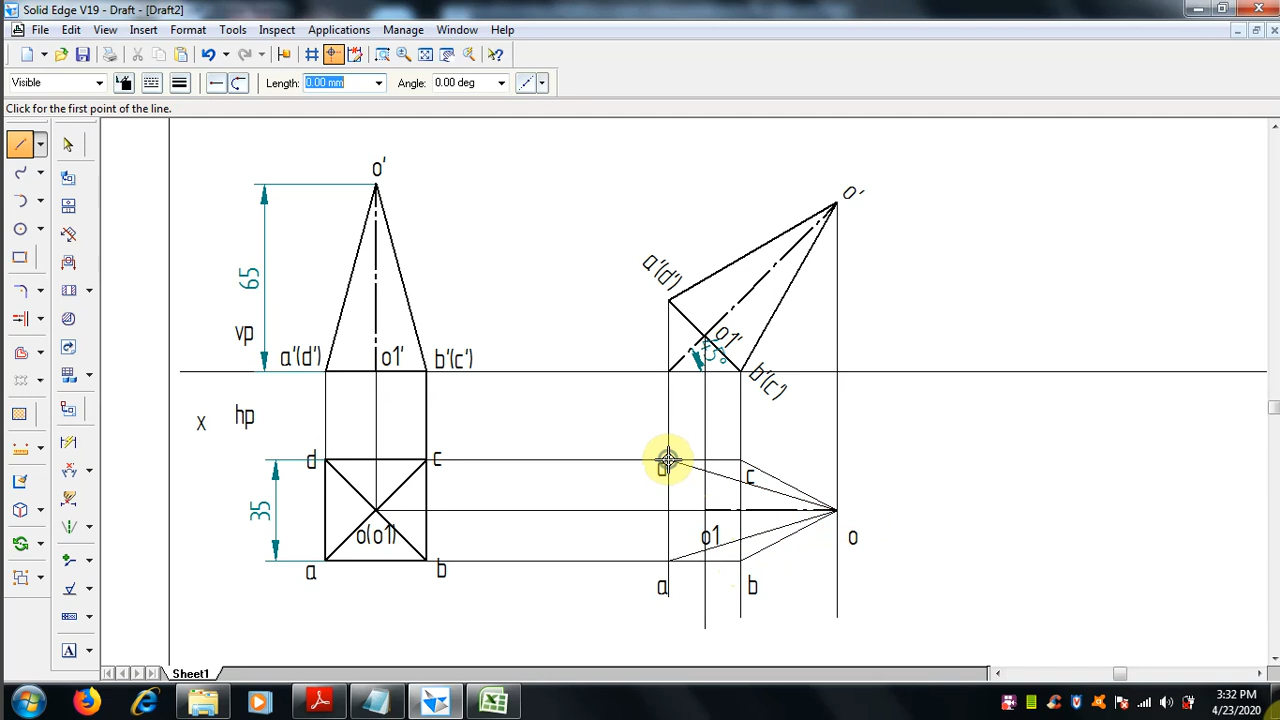 Solid Edge V19 - Draft - [Draft2]
File Edit View Insert Format Tools Inspect Applications Manage Window Help
Visible Length: 0.00 mm Angle: 0.00 deg
Click for the first point of the line.
o'
o'
65
a'(d')
vp
a'(d') o1' b'(c')
o1'
45°
b'(c')
x hp
d c
c
35
o(o1)
o1 o
a b
a b
A
Sheet1
3:32 PM
4/23/2020